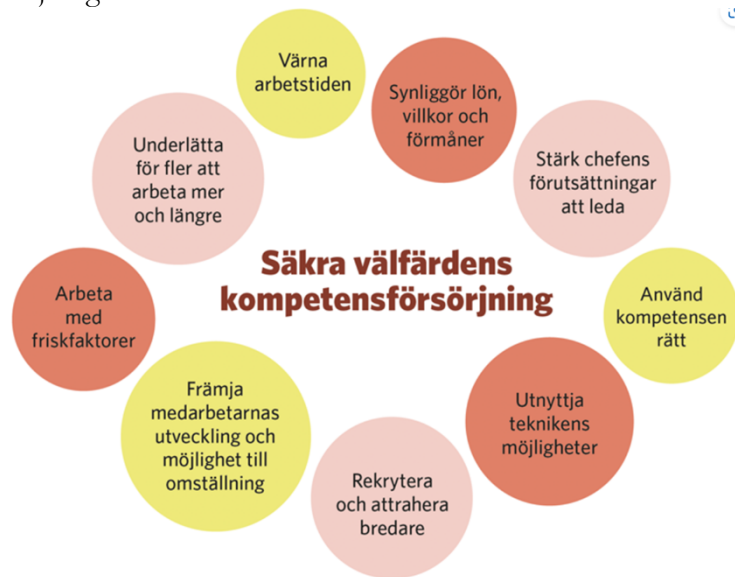 Säkra välfärdens
kompetensförsörjning
Värna
arbetstiden
Synliggör lön,
villkor och
förmåner
Stärk chefens
förutsättningar
att leda
Använd
kompetensen
rätt
Utnyttja
teknikens
möjligheter
Rekrytera
och attrahera
bredare
Främja
medarbetarnas
utveckling och
möjlighet till
omställning
Arbeta
med
friskfaktorer
Underlätta
för fler att
arbeta mer
och längre